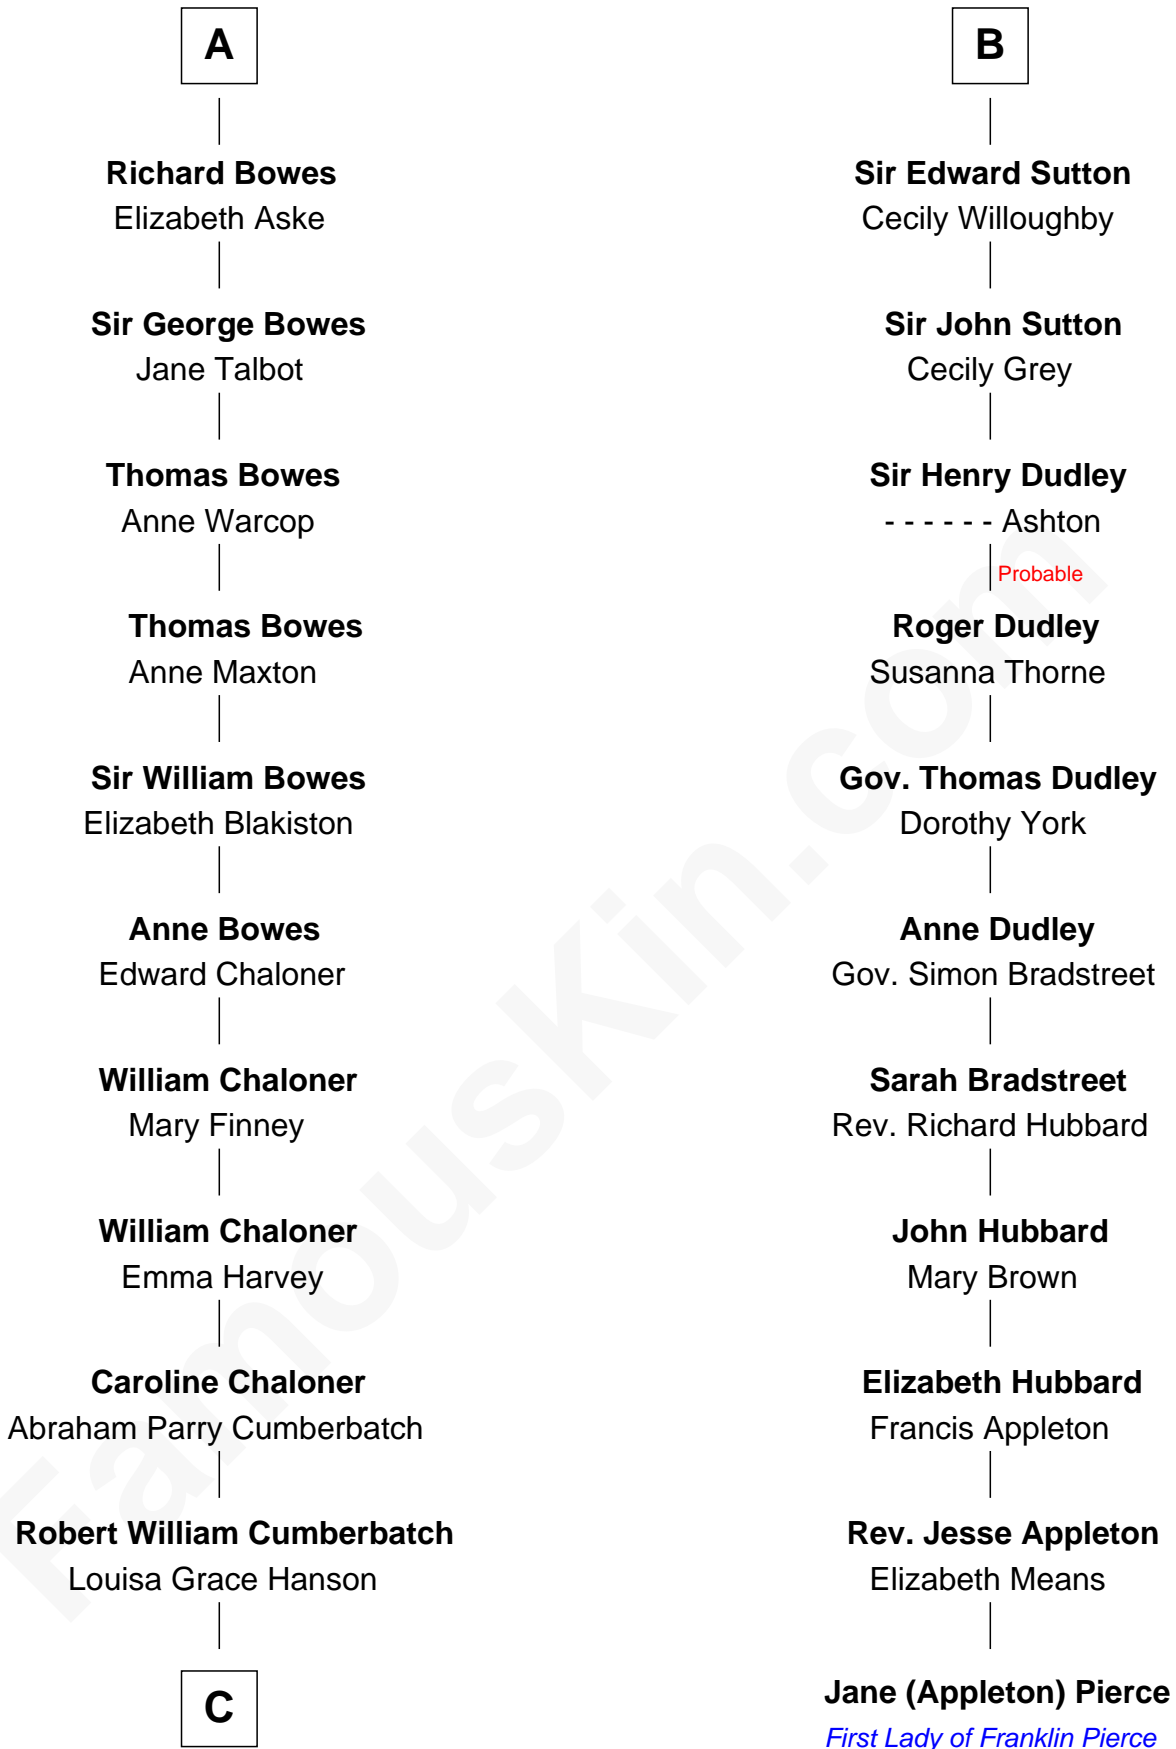 A
Richard Bowes
Elizabeth Aske
Sir George Bowes
Jane Talbot
Thomas Bowes
Anne Warcop
Thomas Bowes
Anne Maxton
Sir William Bowes
Elizabeth Blakiston
Anne Bowes
Edward Chaloner
William Chaloner
Mary Finney
William Chaloner
Emma Harvey
Caroline Chaloner
Abraham Parry Cumberbatch
Robert William Cumberbatch
Louisa Grace Hanson
C
B
Sir Edward Sutton
Cecily Willoughby
Sir John Sutton
Cecily Grey
Sir Henry Dudley
- - - - - - Ashton
Probable
Roger Dudley
Susanna Thorne
Gov. Thomas Dudley
Dorothy York
Anne Dudley
Gov. Simon Bradstreet
Sarah Bradstreet
Rev. Richard Hubbard
John Hubbard
Mary Brown
Elizabeth Hubbard
Francis Appleton
Rev. Jesse Appleton
Elizabeth Means
Jane (Appleton) Pierce
First Lady of Franklin Pierce
FamousKin.com